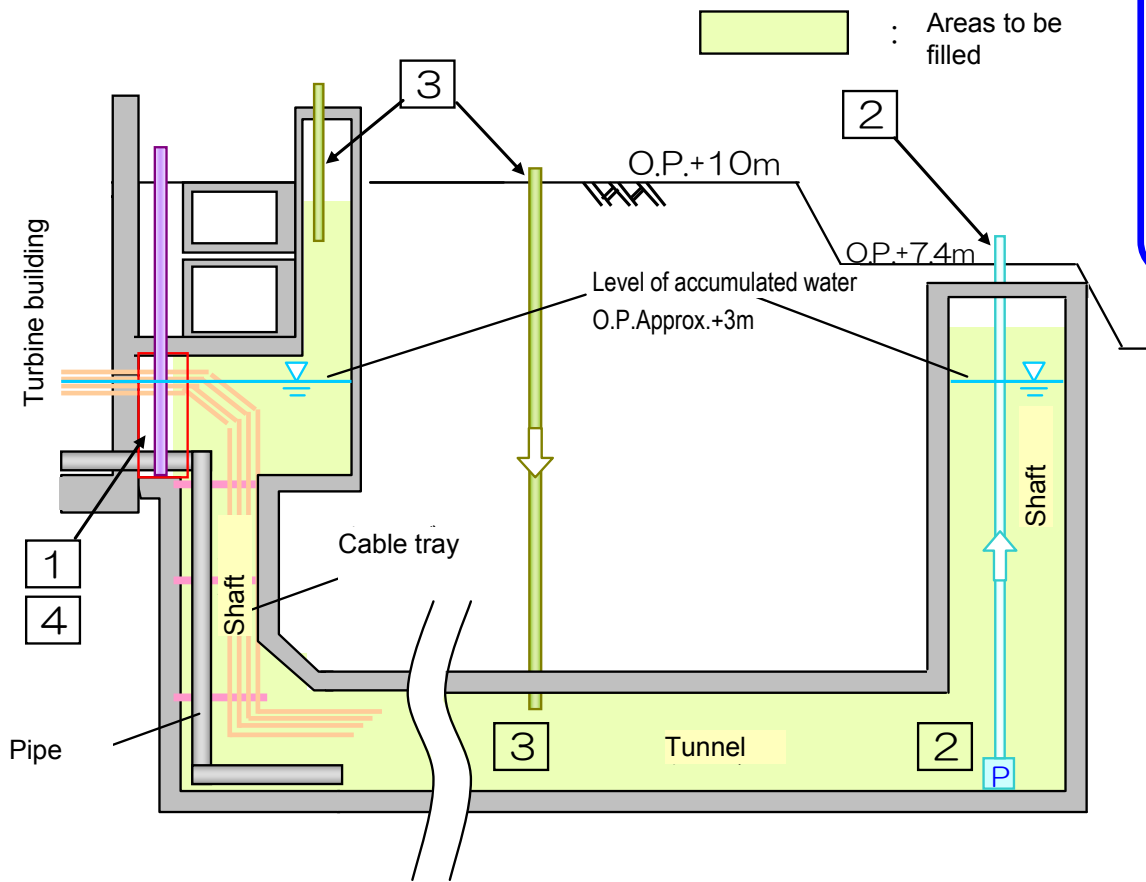 : Areas to be
filled
3
2
O.P.+10m
O.P.+7.4m
Turbine building
Level of accumulated water
O.P.Approx.+3m
Shaft
1
4
Cable tray
Shaft
Pipe
3
Tunnel
2
P